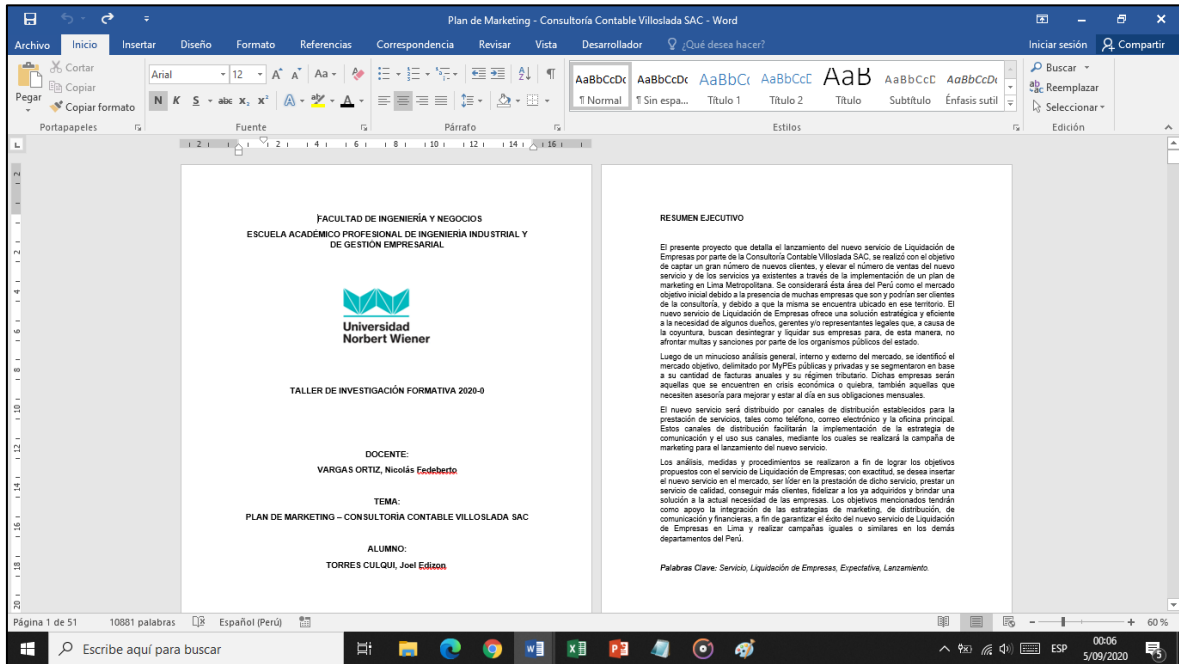 Plan de Marketing - Consultoría Contable Villoslada SAC - Word
Archivo Inicio Insertar Diseño Formato Referencias Correspondencia Revisar Vista Desarrollador ¿Qué desea hacer? Iniciar sesión Compartir
Pegar
Cortar
Copiar
Copiar formato
Arial 12
N K S abc x₂ x²
AaBbCcDc AaBbCcDc AaBbCc AaBbCcE AaB AaBbCcD AaBbCcDc
¶ Normal ¶ Sin espa... Título 1 Título 2 Título Subtítulo Énfasis sutil
Buscar
Reemplazar
Seleccionar
Portapapeles Fuente Párrafo Estilos Edición
2 2 4 6 8 10 12 14 16
FACULTAD DE INGENIERÍA Y NEGOCIOS
ESCUELA ACADÉMICO PROFESIONAL DE INGENIERÍA INDUSTRIAL Y
DE GESTIÓN EMPRESARIAL
Universidad
Norbert Wiener
TALLER DE INVESTIGACIÓN FORMATIVA 2020-0
DOCENTE:
VARGAS ORTIZ, Nicolás Fedeberto
TEMA:
PLAN DE MARKETING – CONSULTORÍA CONTABLE VILLOSLADA SAC
ALUMNO:
TORRES CULQUI, Joel Edizon
RESUMEN EJECUTIVO
El presente proyecto que detalla el lanzamiento del nuevo servicio de Liquidación de
Empresas por parte de la Consultoría Contable Villoslada SAC, se realizó con el objetivo
de captar un gran número de nuevos clientes, y elevar el número de ventas del nuevo
servicio y de los servicios ya existentes a través de la implementación de un plan de
marketing en Lima Metropolitana. Se considerará ésta área del Perú como el mercado
objetivo inicial debido a la presencia de muchas empresas que son y podrían ser clientes
de la consultoría, y debido a que la misma se encuentra ubicado en ese territorio. El
nuevo servicio de Liquidación de Empresas ofrece una solución estratégica y eficiente
a la necesidad de algunos dueños, gerentes y/o representantes legales que, a causa de
la coyuntura, buscan desintegrar y liquidar sus empresas para, de esta manera, no
afrontar multas y sanciones por parte de los organismos públicos del estado.
Luego de un minucioso análisis general, interno y externo del mercado, se identificó el
mercado objetivo, delimitado por MyPEs públicas y privadas y se segmentaron en base
a su cantidad de facturas anuales y su régimen tributario. Dichas empresas serán
aquellas que se encuentren en crisis económica o quiebra, también aquellas que
necesiten asesoría para mejorar y estar al día en sus obligaciones mensuales.
El nuevo servicio será distribuido por canales de distribución establecidos para la
prestación de servicios, tales como teléfono, correo electrónico y la oficina principal.
Estos canales de distribución facilitarán la implementación de la estrategia de
comunicación y el uso sus canales, mediante los cuales se realizará la campaña de
marketing para el lanzamiento del nuevo servicio.
Los análisis, medidas y procedimientos se realizaron a fin de lograr los objetivos
propuestos con el servicio de Liquidación de Empresas; con exactitud, se desea insertar
el nuevo servicio en el mercado, ser líder en la prestación de dicho servicio, prestar un
servicio de calidad, conseguir más clientes, fidelizar a los ya adquiridos y brindar una
solución a la actual necesidad de las empresas. Los objetivos mencionados tendrán
como apoyo la integración de las estrategias de marketing, de distribución, de
comunicación y financieras, a fin de garantizar el éxito del nuevo servicio de Liquidación
de Empresas en Lima y realizar campañas iguales o similares en los demás
departamentos del Perú.
Palabras Clave: Servicio, Liquidación de Empresas, Expectativa, Lanzamiento.
Página 1 de 51 10881 palabras Español (Perú) 60 %
Escribe aquí para buscar
ESP
00:06
5/09/2020
5